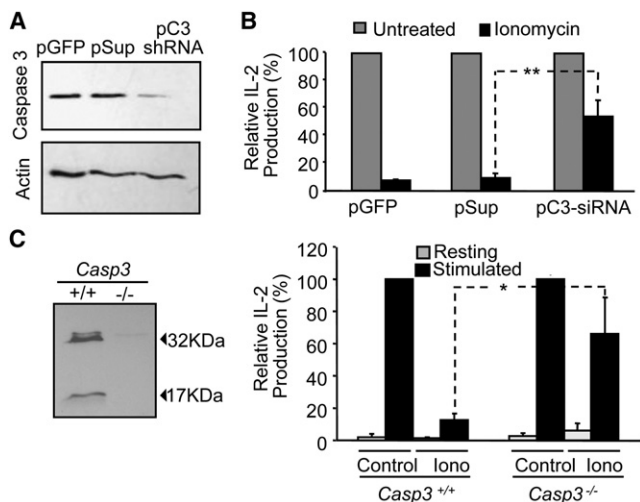 A
pGFP pSup pC3 shRNA
Caspase 3
Actin
B
Untreated Ionomycin
Relative IL-2 Production (%)
100
80
60
40
20
0
**
pGFP pSup pC3-siRNA
C
Casp3
+/+ -/-
32KDa
17KDa
Resting
Stimulated
Relative IL-2 Production (%)
120
100
80
60
40
20
0
*
Control Iono Control Iono
Casp3 +/+ Casp3 -/-